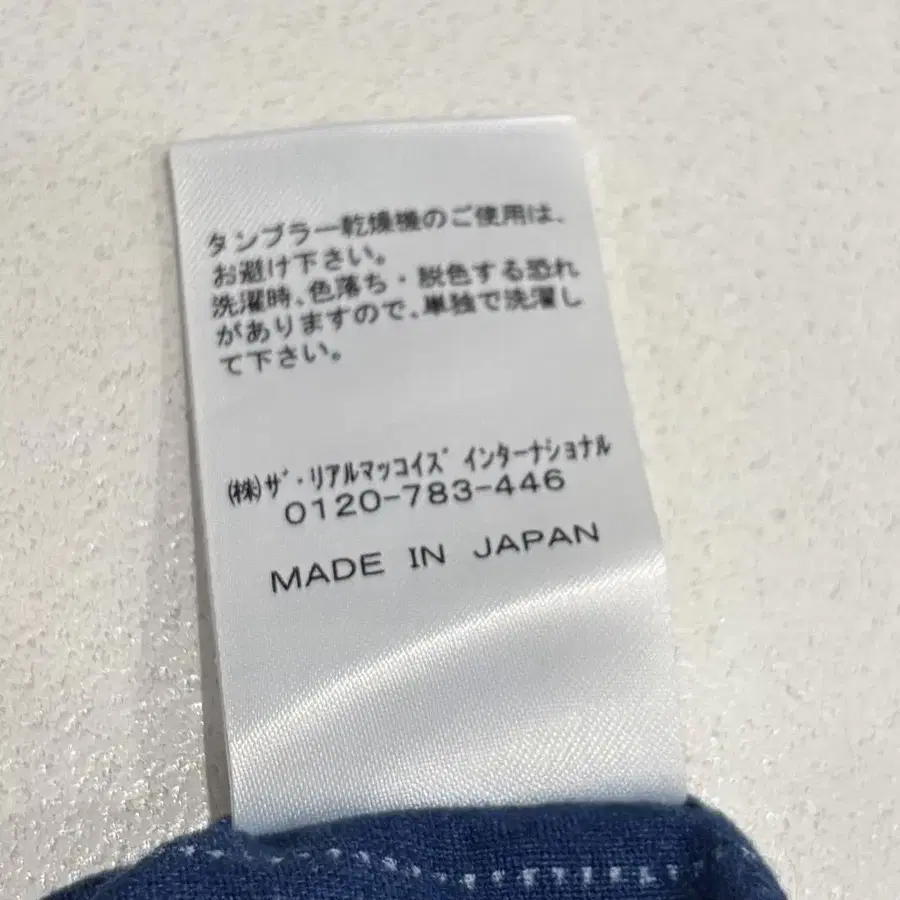 タンブラー乾燥機のご使用は、
お避け下さい。
洗濯時、色落ち・脱色する恐れ
がありますので、単独で洗濯し
て下さい。
㈱ｻﾞ・ﾘｱﾙﾏｯｺｲｽﾞ ｲﾝﾀｰﾅｼｮﾅﾙ
0120-783-446
MADE IN JAPAN